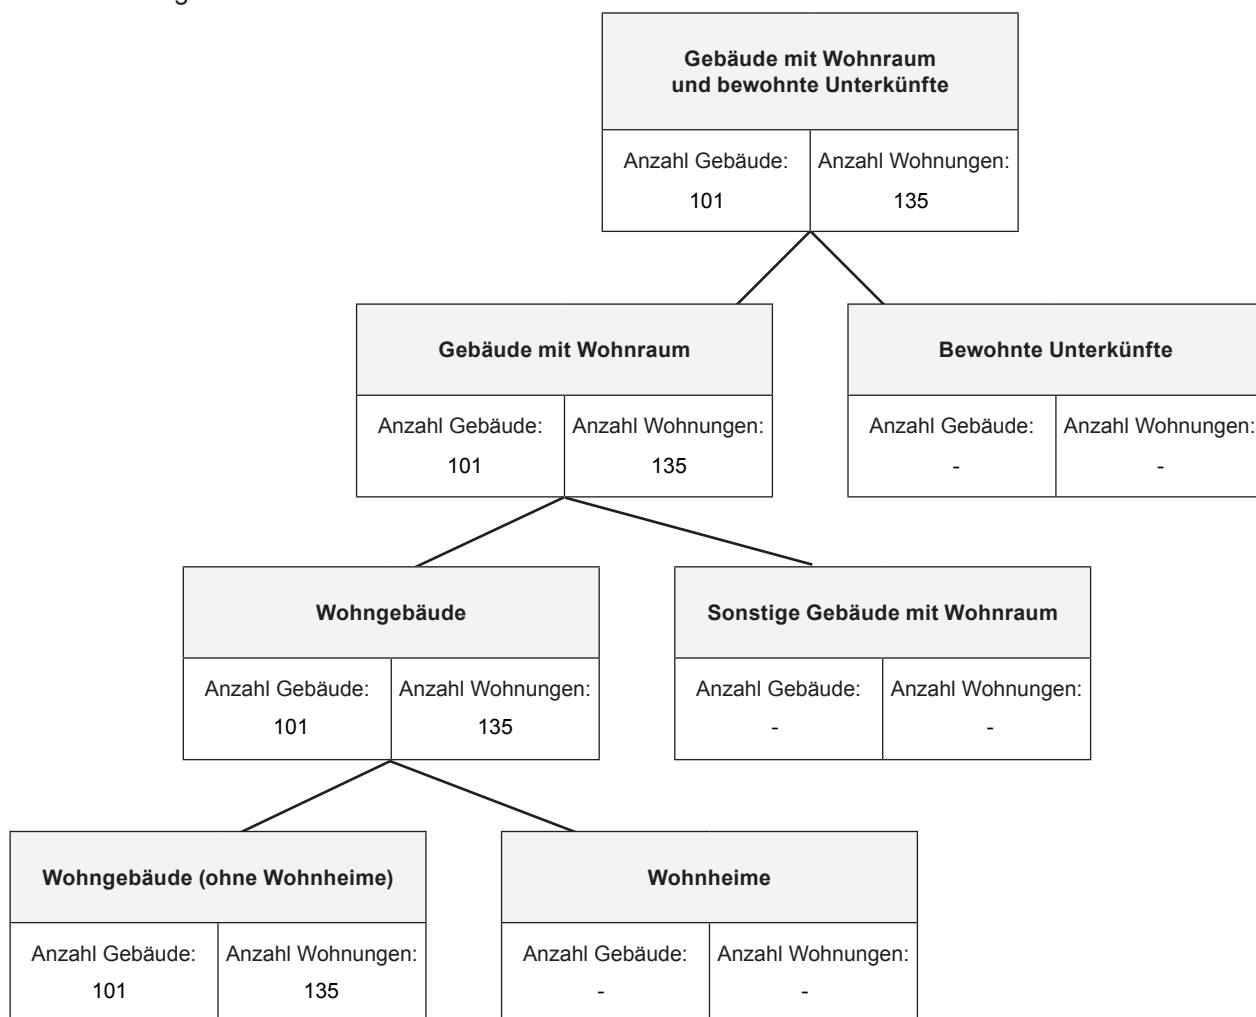 Gebäude mit Wohnraum
und bewohnte Unterkünfte
Anzahl Gebäude: Anzahl Wohnungen:
101 135
Gebäude mit Wohnraum
Anzahl Gebäude: Anzahl Wohnungen:
101 135
Bewohnte Unterkünfte
Anzahl Gebäude: Anzahl Wohnungen:
- -
Wohngebäude
Anzahl Gebäude: Anzahl Wohnungen:
101 135
Sonstige Gebäude mit Wohnraum
Anzahl Gebäude: Anzahl Wohnungen:
- -
Wohngebäude (ohne Wohnheime)
Anzahl Gebäude: Anzahl Wohnungen:
101 135
Wohnheime
Anzahl Gebäude: Anzahl Wohnungen:
- -